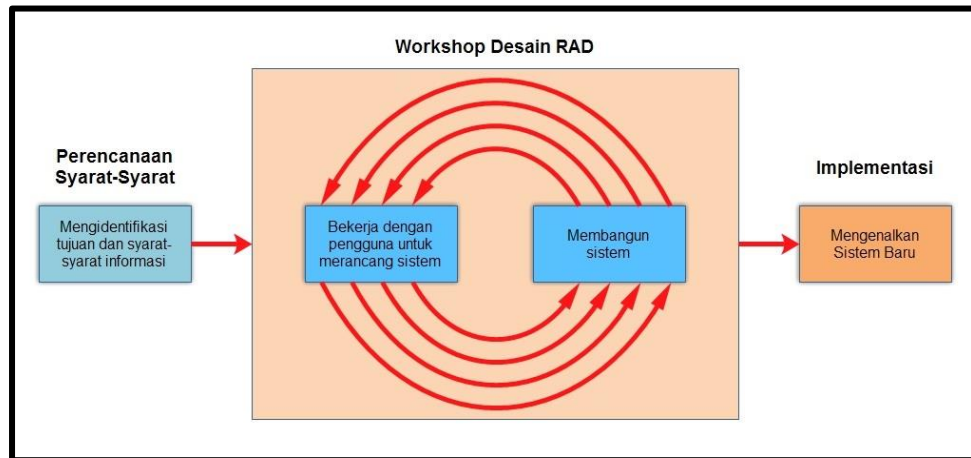 Workshop Desain RAD
Perencanaan
Syarat-Syarat
Mengidentifikasi
tujuan dan syarat-
syarat informasi
Bekerja dengan
pengguna untuk
merancang sistem
Membangun
sistem
Implementasi
Mengenalkan
Sistem Baru